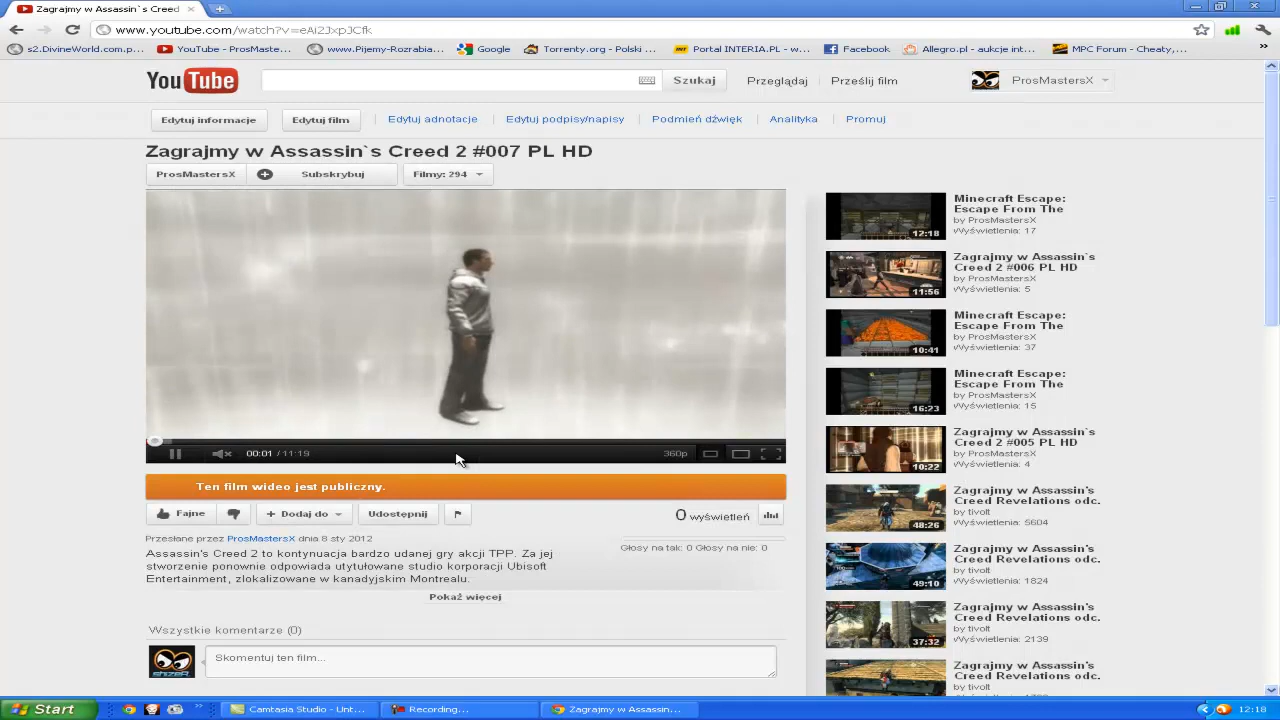 Zagrajmy w Assassin`s Creed
www.youtube.com/watch?v=eAi2JxpJCfk
s2.DivineWorld.com.p...
YouTube - ProsMaste...
www.Pijemy-Rozrabia...
Google
Torrenty.org - Polski ...
Portal INTERIA.PL - w...
Facebook
Allegro.pl - aukcje int...
MPC Forum - Cheaty,...
YouTube
Szukaj
Przeglądaj
Prześlij film
ProsMastersX
Edytuj informacje
Edytuj film
Edytuj adnotacje
Edytuj podpisy/napisy
Podmień dźwięk
Analityka
Promuj
Zagrajmy w Assassin`s Creed 2 #007 PL HD
ProsMastersX
Subskrybuj
Filmy: 294
00:01 / 11:19
360p
Ten film wideo jest publiczny.
Fajne
Dodaj do
Udostępnij
0 wyświetleń
Przesłane przez ProsMastersX dnia 8 sty 2012
Głosy na tak: 0 Głosy na nie: 0
Assassin's Creed 2 to kontynuacja bardzo udanej gry akcji TPP. Za jej
stworzenie ponownie odpowiada utytuowane studio korporacji Ubisoft
Entertainment, zlokalizowane w kanadyjskim Montrealu.
Pokaż więcej
Wszystkie komentarze (0)
Skomentuj ten film...
12:18
Minecraft Escape:
Escape From The
by ProsMastersX
Wyświetlenia: 17
11:56
Zagrajmy w Assassin`s
Creed 2 #006 PL HD
by ProsMastersX
Wyświetlenia: 5
10:41
Minecraft Escape:
Escape From The
by ProsMastersX
Wyświetlenia: 37
16:23
Minecraft Escape:
Escape From The
by ProsMastersX
Wyświetlenia: 15
10:22
Zagrajmy w Assassin`s
Creed 2 #005 PL HD
by ProsMastersX
Wyświetlenia: 4
48:26
Zagrajmy w Assassin's
Creed Revelations odc.
by tivolt
Wyświetlenia: 5604
49:10
Zagrajmy w Assassin's
Creed Revelations odc.
by tivolt
Wyświetlenia: 1824
37:32
Zagrajmy w Assassin's
Creed Revelations odc.
by tivolt
Wyświetlenia: 2139
Zagrajmy w Assassin's
Creed Revelations odc.
by tivolt
Start
Camtasia Studio - Unt...
Recording...
Zagrajmy w Assassin...
12:18